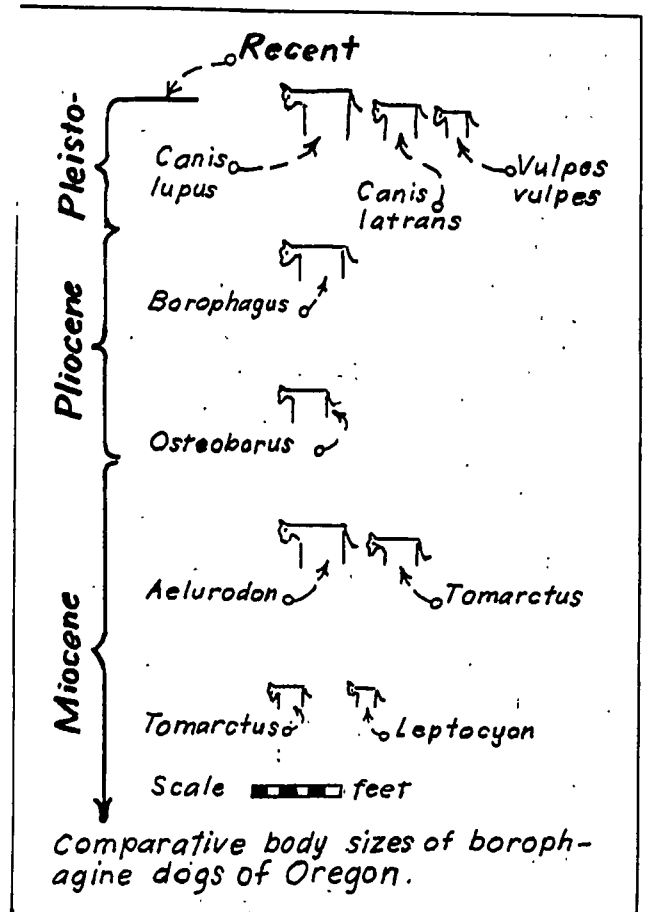 Recent
Pleisto-
Canis
lupus
Canis
latrans
Vulpes
vulpes
Pliocene
Borophagus
Osteoborus
Miocene
Aelurodon
Tomarctus
Tomarctus
Leptocyon
Scale feet
Comparative body sizes of boroph-
agine dogs of Oregon.